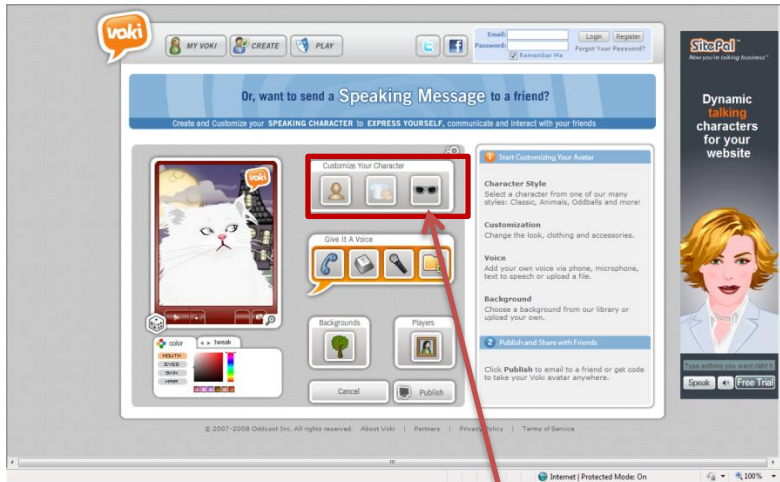 voki
MY VOKI
CREATE
PLAY
Email:
Password:
Login
Register
Forgot Your Password?
Remember Me
SitePal™
Now you're talking business™
Or, want to send a Speaking Message to a friend?
Create and Customize your SPEAKING CHARACTER to EXPRESS YOURSELF, communicate and interact with your friends
Dynamic
talking
characters
for your
website
voki
Customize Your Character
Give It A Voice
Backgrounds
Players
color
tweak
MOUTH
EYES
SKIN
HAIR
Cancel
Publish
1 Start Customizing Your Avatar
Character Style
Select a character from one of our many
styles: Classic, Animals, Oddballs and more!
Customization
Change the look, clothing and accessories.
Voice
Add your own voice via phone, microphone,
text to speech or upload a file.
Background
Choose a background from our library or
upload your own.
2 Publish and Share with Friends
Click Publish to email to a friend or get code
to take your Voki avatar anywhere.
Type anything you want right h
Speak
Free Trial
© 2007-2008 Oddcast Inc. All rights reserved. About Voki | Partners | Privacy Policy | Terms of Service
Internet | Protected Mode: On
100%